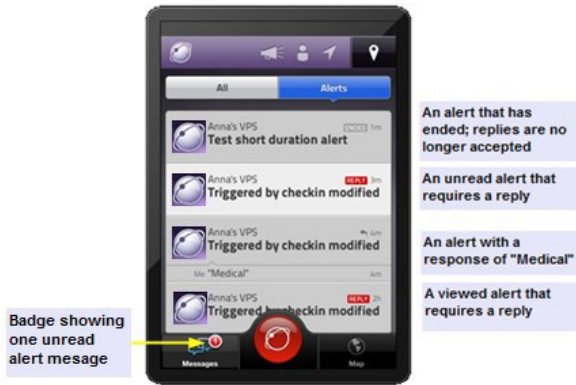 All
Alerts
Anna's VPS
ENDED 1m
Test short duration alert
Anna's VPS
REPLY 3m
Triggered by checkin modified
Anna's VPS
4m
Triggered by checkin modified
Me "Medical"
4m
Anna's VPS
REPLY 2h
Triggered by checkin modified
Messages
1
Map
An alert that has
ended; replies are no
longer accepted
An unread alert that
requires a reply
An alert with a
response of "Medical"
A viewed alert that
requires a reply
Badge showing
one unread
alert mesage